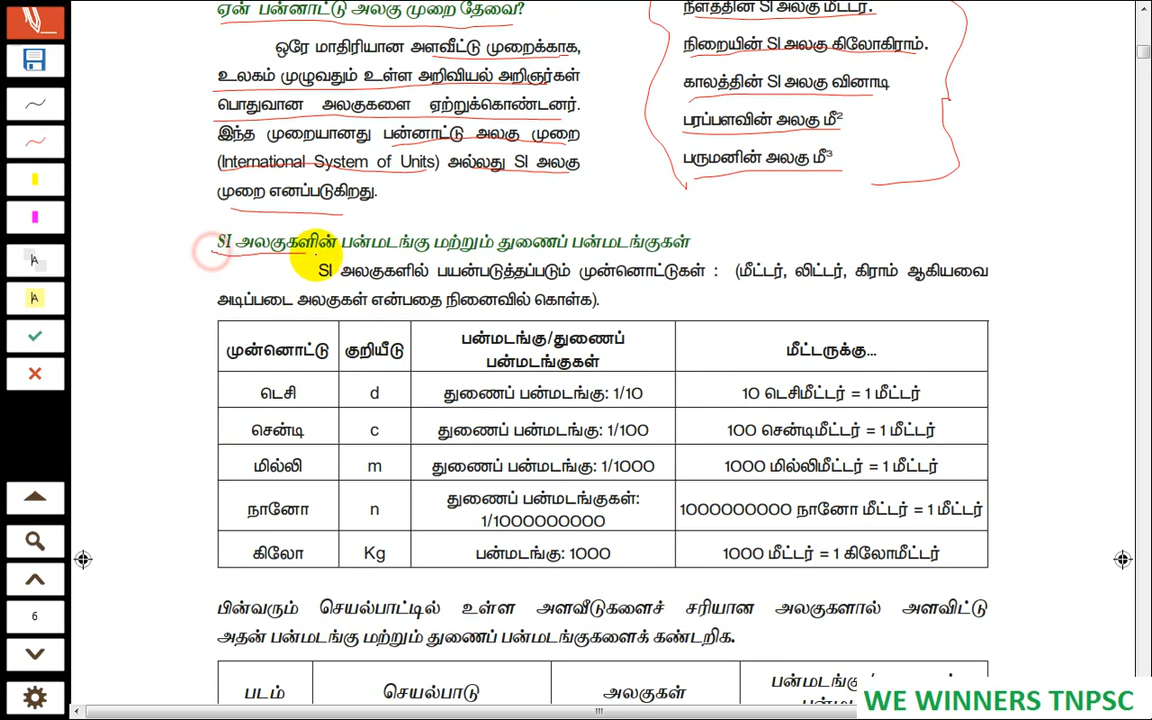 ஏன் பன்னாட்டு அலகு முறை தேவை?
ஒரே மாதிரியான அளவீட்டு முறைக்காக,
உலகம் முழுவதும் உள்ள அறிவியல் அறிஞர்கள்
பொதுவான அலகுகளை ஏற்றுக்கொண்டனர்.
இந்த முறையானது பன்னாட்டு அலகு முறை
(International System of Units) அல்லது SI அலகு
முறை எனப்படுகிறது.
நீளத்தின் SI அலகு மீட்டர்.
நிறையின் SI அலகு கிலோகிராம்.
காலத்தின் SI அலகு வினாடி
பரப்பளவின் அலகு மீ²
பருமனின் அலகு மீ³
SI அலகுகளின் பன்மடங்கு மற்றும் துணைப் பன்மடங்குகள்
SI அலகுகளில் பயன்படுத்தப்படும் முன்னொட்டுகள் : (மீட்டர், லிட்டர், கிராம் ஆகியவை
அடிப்படை அலகுகள் என்பதை நினைவில் கொள்க).
முன்னொட்டு குறியீடு பன்மடங்கு/துணைப் பன்மடங்குகள் மீட்டருக்கு...
டெசி d துணைப் பன்மடங்கு: 1/10 10 டெசிமீட்டர் = 1 மீட்டர்
சென்டி c துணைப் பன்மடங்கு: 1/100 100 சென்டிமீட்டர் = 1 மீட்டர்
மில்லி m துணைப் பன்மடங்கு: 1/1000 1000 மில்லிமீட்டர் = 1 மீட்டர்
நானோ n துணைப் பன்மடங்குகள்: 1/1000000000 1000000000 நானோ மீட்டர் = 1 மீட்டர்
கிலோ Kg பன்மடங்கு: 1000 1000 மீட்டர் = 1 கிலோமீட்டர்
பின்வரும் செயல்பாட்டில் உள்ள அளவீடுகளைச் சரியான அலகுகளால் அளவிட்டு
அதன் பன்மடங்கு மற்றும் துணைப் பன்மடங்குகளைக் கண்டறிக.
படம் செயல்பாடு அலகுகள்
6
WE WINNERS TNPSC